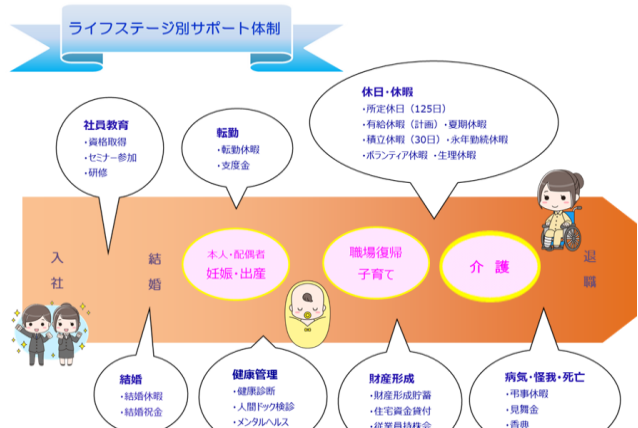 ライフステージ別サポート体制
休日・休暇
・所定休日（125日）
・有給休暇（計画）・夏期休暇
・積立休暇（30日）・永年勤続休暇
・ボランティア休暇 ・生理休暇
社員教育
・資格取得
・セミナー参加
・研修
転勤
・転勤休暇
・支度金
入社
結婚
本人・配偶者
妊娠・出産
職場復帰
子育て
介 護
退職
結婚
・結婚休暇
・結婚祝金
健康管理
・健康診断
・人間ドック検診
・メンタルヘルス
財産形成
・財産形成貯蓄
・住宅資金貸付
・従業員持株会
病気・怪我・死亡
・弔事休暇
・見舞金
・香典